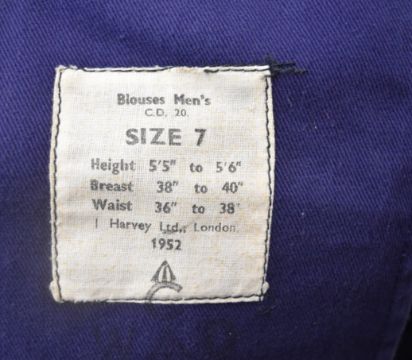 Blouses Men's
C.D. 20.
SIZE 7
Height 5'5" to 5'6"
Breast 38" to 40"
Waist 36" to 38"
Harvey Ltd., London.
1952
C